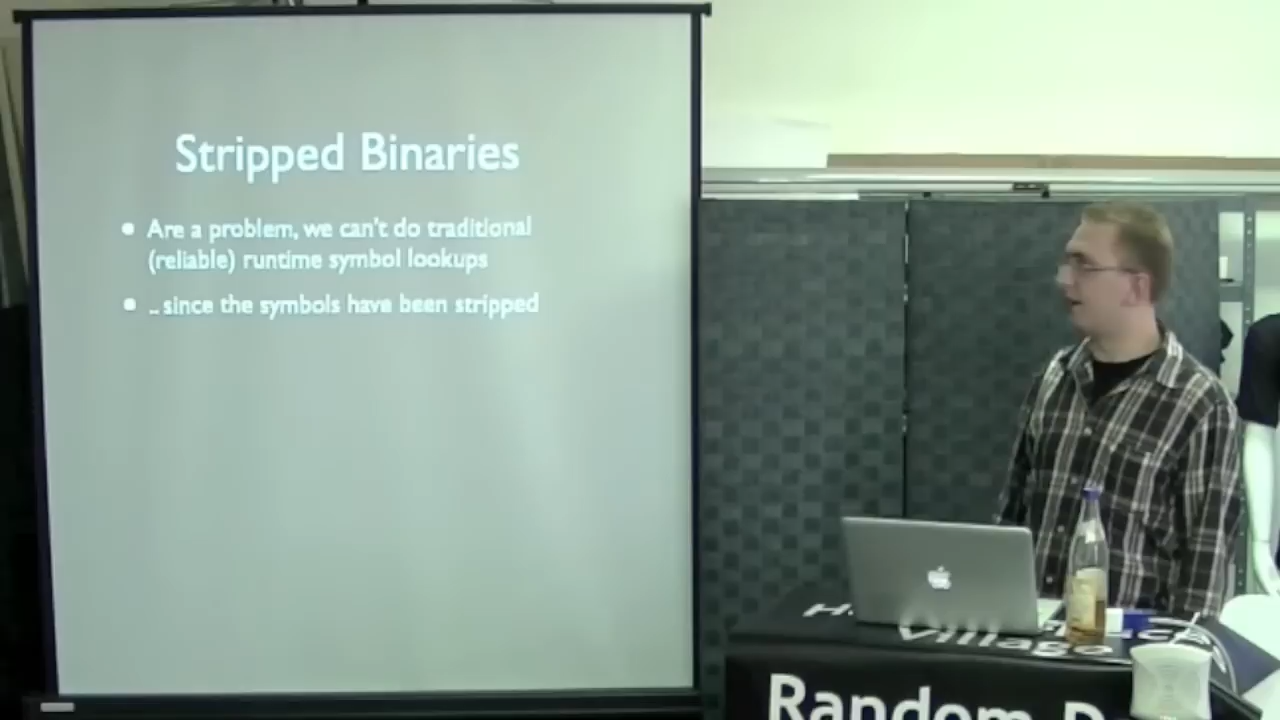 Stripped Binaries
Are a problem, we can't do traditional
(reliable) runtime symbol lookups
.. since the symbols have been stripped
Village
Random